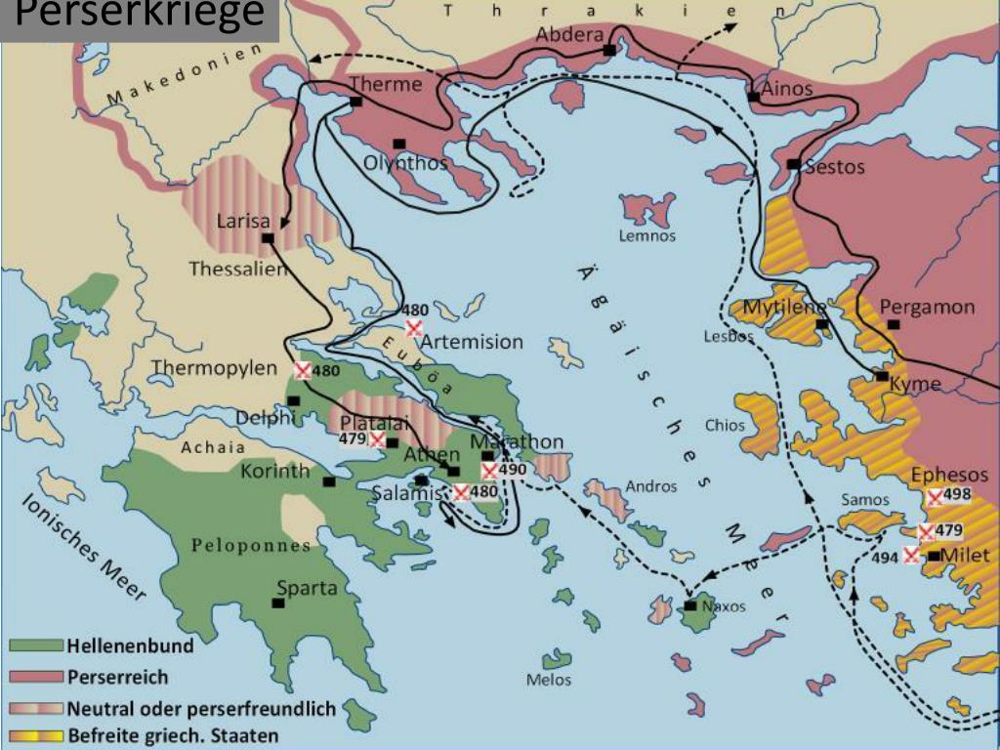 Perserkriege
Thrakien
Abdera
Makedonien
Therme
Ainos
Olynthos
Sestos
Larisa
Lemnos
Thessalien
Ägäisches Meer
480
Mytilene
Pergamon
Artemision
Lesbos
Euböa
Thermopylen
480
Kyme
Delphi
Plataiai
Chios
479
Marathon
Achaia
Athen
Korinth
490
Ephesos
Salamis
480
Andros
498
Samos
Ionisches Meer
479
Peloponnes
494
Milet
Sparta
Naxos
Hellenenbund
Perserreich
Melos
Neutral oder perserfreundlich
Befreite griech. Staaten